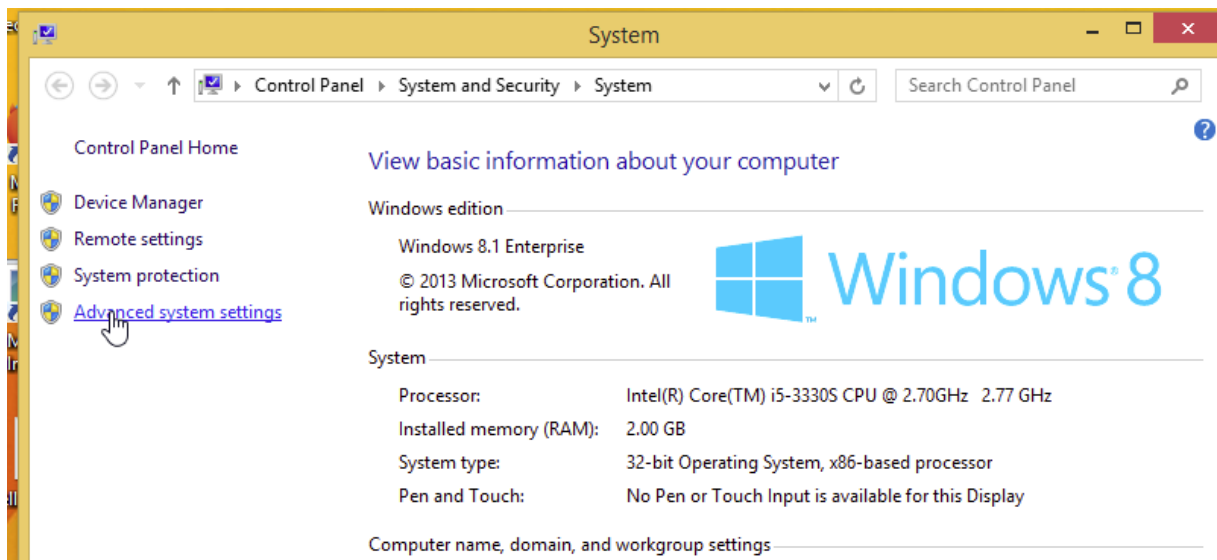 System
Control Panel System and Security System
Search Control Panel
Control Panel Home
Device Manager
Remote settings
System protection
Advanced system settings
View basic information about your computer
Windows edition
Windows 8.1 Enterprise
© 2013 Microsoft Corporation. All
rights reserved.
Windows® 8
TM
System
Processor: Intel(R) Core(TM) i5-3330S CPU @ 2.70GHz 2.77 GHz
Installed memory (RAM): 2.00 GB
System type: 32-bit Operating System, x86-based processor
Pen and Touch: No Pen or Touch Input is available for this Display
Computer name, domain, and workgroup settings